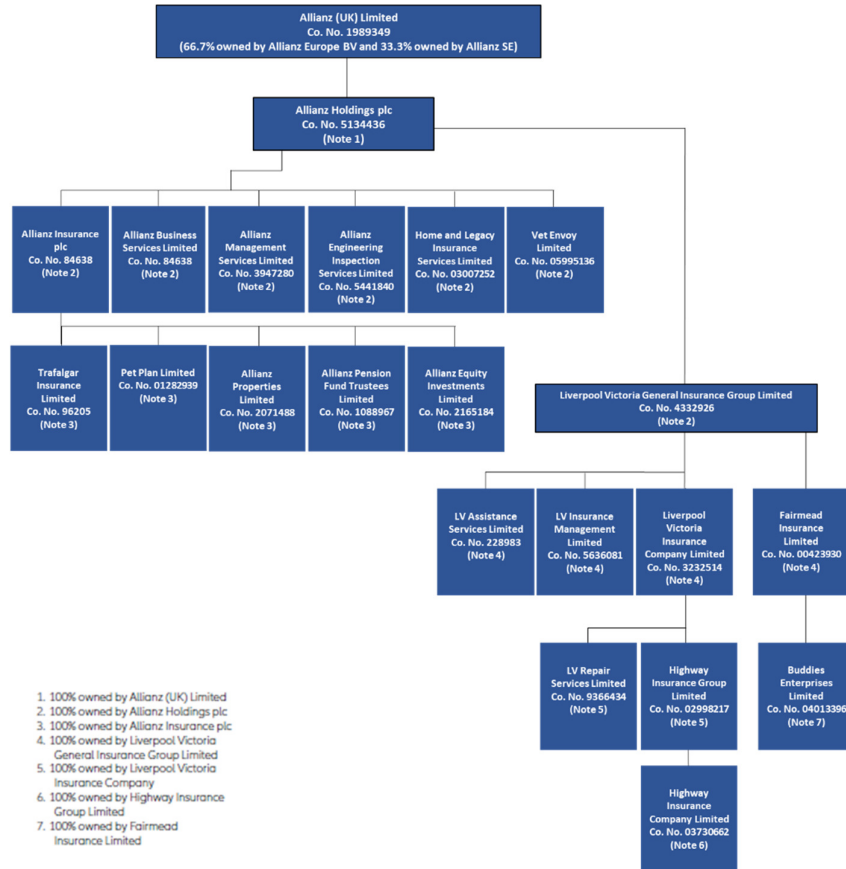 Allianz (UK) Limited
Co. No. 1989349
(66.7% owned by Allianz Europe BV and 33.3% owned by Allianz SE)
Allianz Holdings plc
Co. No. 5134436
(Note 1)
Allianz Insurance
plc
Co. No. 84638
(Note 2)
Allianz Business
Services Limited
Co. No. 84638
(Note 2)
Allianz
Management
Services Limited
Co. No. 3947280
(Note 2)
Allianz
Engineering
Inspection
Services Limited
Co. No. 5441840
(Note 2)
Home and Legacy
Insurance
Services Limited
Co. No. 03007252
(Note 2)
Vet Envoy
Limited
Co. No. 05995136
(Note 2)
Trafalgar
Insurance
Limited
Co. No. 96205
(Note 3)
Pet Plan Limited
Co. No. 01282939
(Note 3)
Allianz
Properties
Limited
Co. No. 2071488
(Note 3)
Allianz Pension
Fund Trustees
Limited
Co. No. 1088967
(Note 3)
Allianz Equity
Investments
Limited
Co. No. 2165184
(Note 3)
Liverpool Victoria General Insurance Group Limited
Co. No. 4332926
(Note 2)
LV Assistance
Services Limited
Co. No. 228983
(Note 4)
LV Insurance
Management
Limited
Co. No. 5636081
(Note 4)
Liverpool
Victoria
Insurance
Company Limited
Co. No. 3232514
(Note 4)
Fairmead
Insurance
Limited
Co. No. 00423930
(Note 4)
LV Repair
Services Limited
Co. No. 9366434
(Note 5)
Highway
Insurance Group
Limited
Co. No. 02998217
(Note 5)
Buddies
Enterprises
Limited
Co. No. 04013396
(Note 7)
Highway
Insurance
Company Limited
Co. No. 03730662
(Note 6)
1. 100% owned by Allianz (UK) Limited
2. 100% owned by Allianz Holdings plc
3. 100% owned by Allianz Insurance plc
4. 100% owned by Liverpool Victoria
General Insurance Group Limited
5. 100% owned by Liverpool Victoria
Insurance Company
6. 100% owned by Highway Insurance
Group Limited
7. 100% owned by Fairmead
Insurance Limited